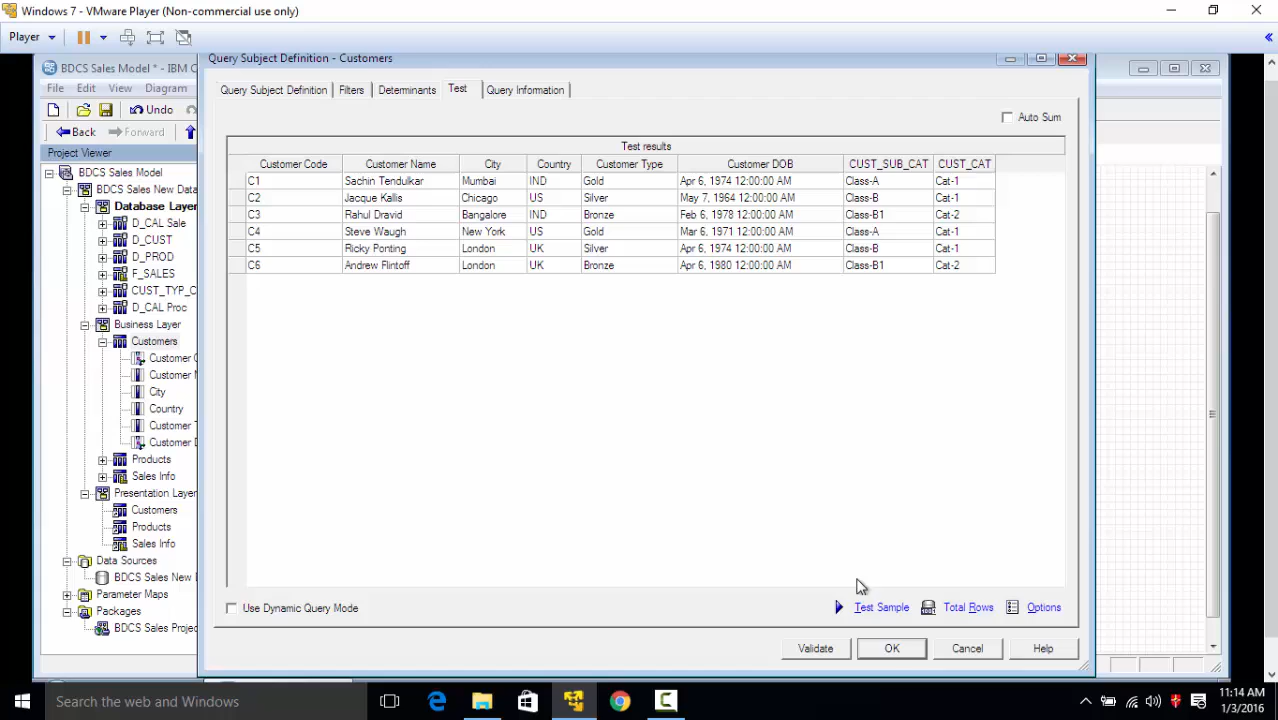 Windows 7 - VMware Player (Non-commercial use only)
Player
BDCS Sales Model * - IBM C
Query Subject Definition - Customers
File Edit View Diagram
Undo
Back Forward
Project Viewer
BDCS Sales Model
BDCS Sales New Data
Database Layer
D_CAL Sale
D_CUST
D_PROD
F_SALES
CUST_TYP_C
D_CAL Proc
Business Layer
Customers
Customer
Customer
City
Country
Customer
Customer
Products
Sales Info
Presentation Layer
Customers
Products
Sales Info
Data Sources
BDCS Sales New
Parameter Maps
Packages
BDCS Sales Projec
Query Subject Definition Filters Determinants Test Query Information
Auto Sum
Test results
Customer Code Customer Name City Country Customer Type Customer DOB CUST_SUB_CAT CUST_CAT
C1 Sachin Tendulkar Mumbai IND Gold Apr 6, 1974 12:00:00 AM Class-A Cat-1
C2 Jacque Kallis Chicago US Silver May 7, 1964 12:00:00 AM Class-B Cat-1
C3 Rahul Dravid Bangalore IND Bronze Feb 6, 1978 12:00:00 AM Class-B1 Cat-2
C4 Steve Waugh New York US Gold Mar 6, 1971 12:00:00 AM Class-A Cat-1
C5 Ricky Ponting London UK Silver Apr 6, 1974 12:00:00 AM Class-B Cat-1
C6 Andrew Flintoff London UK Bronze Apr 6, 1980 12:00:00 AM Class-B1 Cat-2
Use Dynamic Query Mode
Test Sample Total Rows Options
Validate OK Cancel Help
Search the web and Windows
11:14 AM
1/3/2016